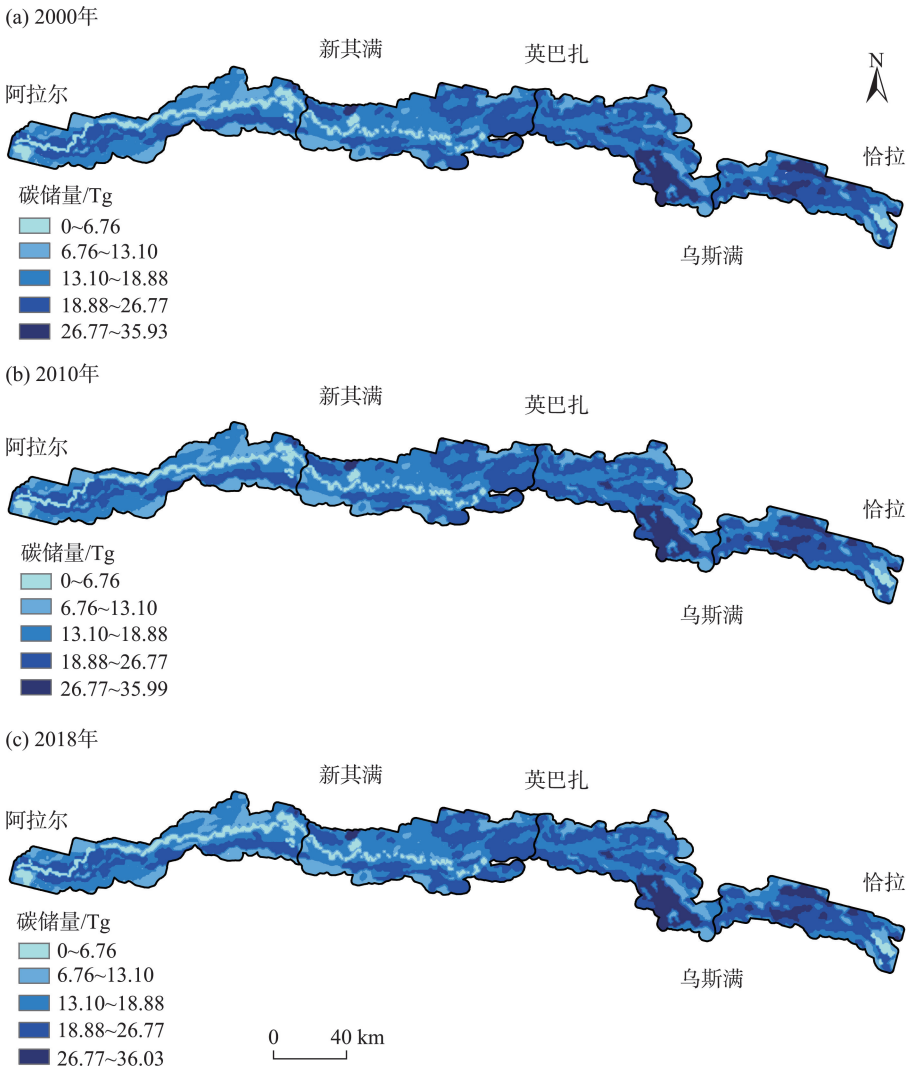 (a) 2000年
新其满
英巴扎
N
阿拉尔
恰拉
碳储量/Tg
0~6.76
6.76~13.10
13.10~18.88
18.88~26.77
26.77~35.93
乌斯满
(b) 2010年
新其满
英巴扎
阿拉尔
恰拉
碳储量/Tg
0~6.76
6.76~13.10
13.10~18.88
18.88~26.77
26.77~35.99
乌斯满
(c) 2018年
新其满
英巴扎
阿拉尔
恰拉
碳储量/Tg
0~6.76
6.76~13.10
13.10~18.88
18.88~26.77
26.77~36.03
乌斯满
0 40 km